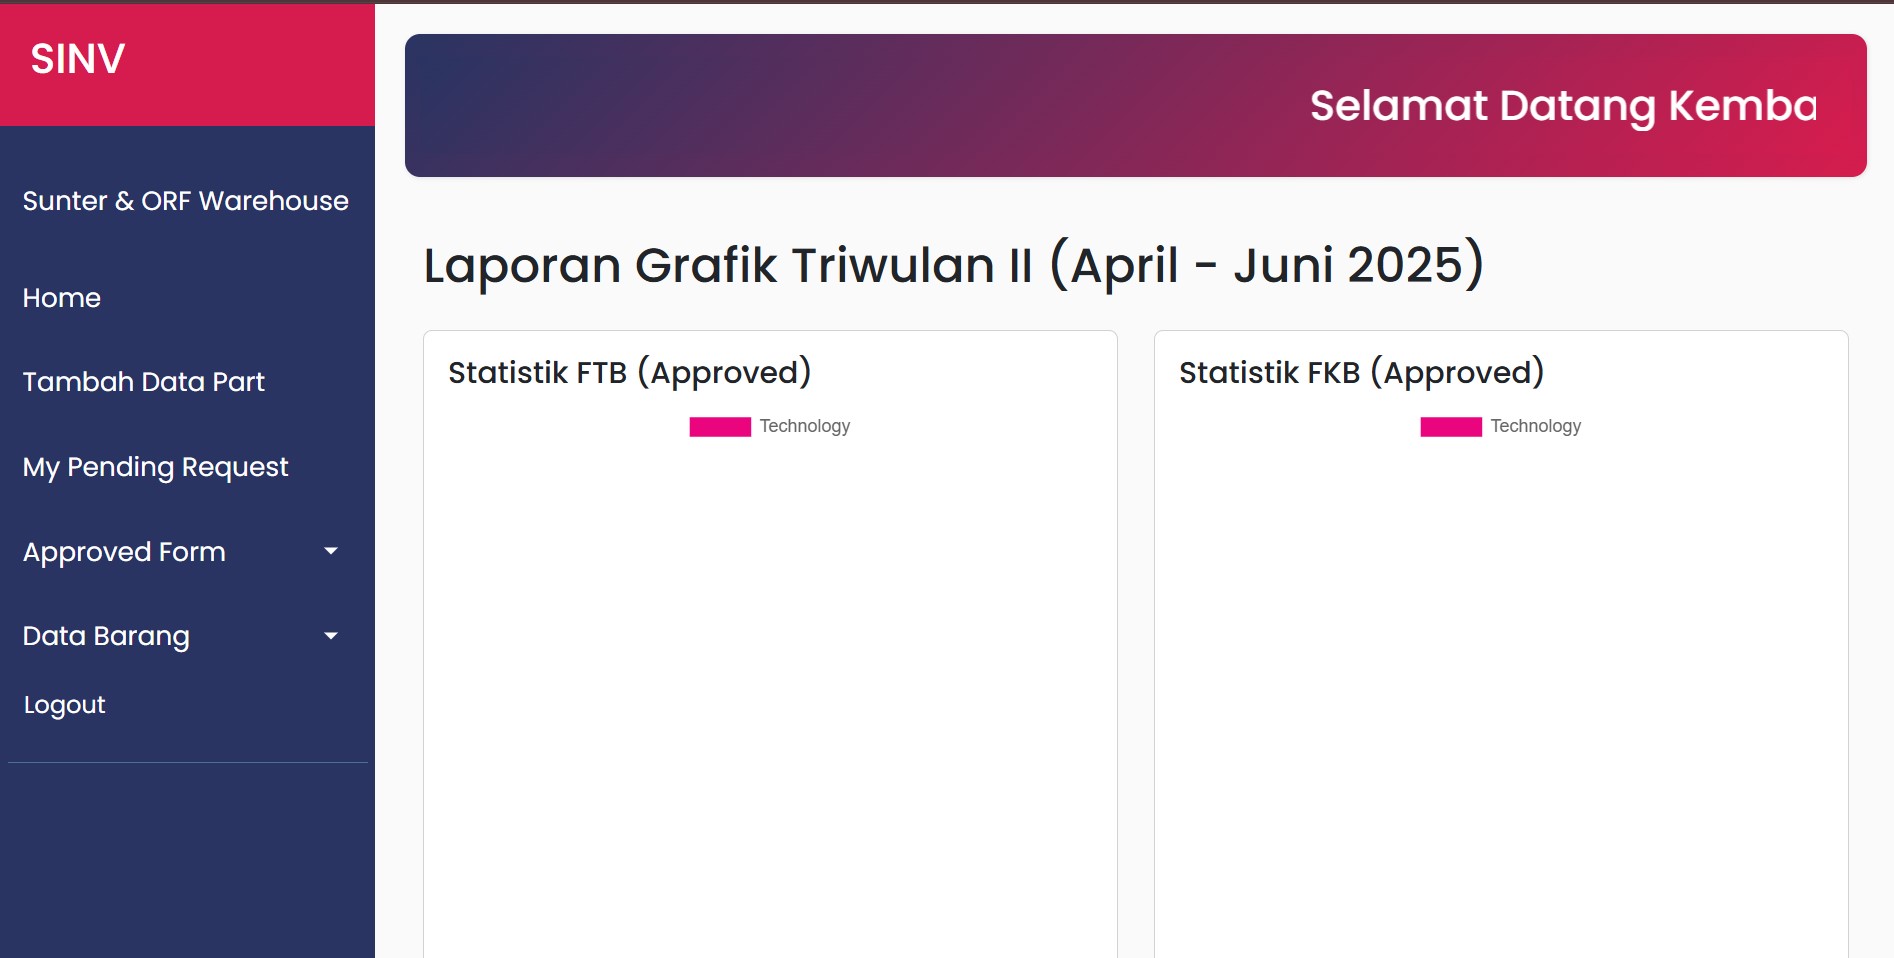 SINV
Sunter & ORF Warehouse
Home
Tambah Data Part
My Pending Request
Approved Form
Data Barang
Logout
Selamat Datang Kemba
Laporan Grafik Triwulan II (April - Juni 2025)
Statistik FTB (Approved)
Technology
Statistik FKB (Approved)
Technology